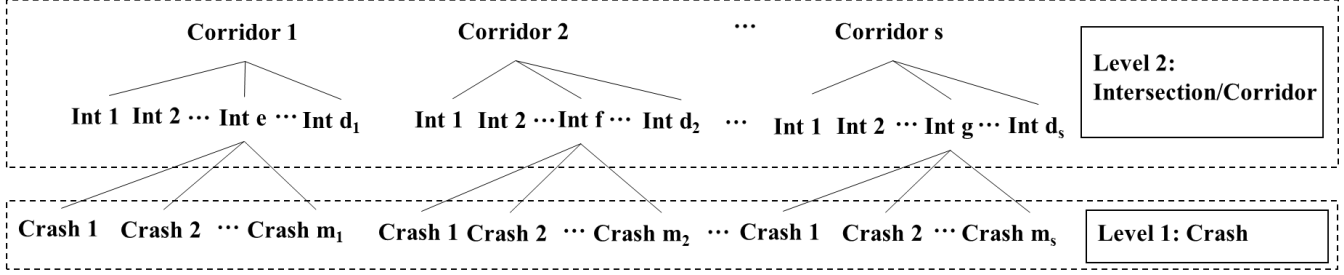 Corridor 1 Corridor 2 ··· Corridor s
Level 2:
Intersection/Corridor
Int 1 Int 2 ··· Int e ··· Int d₁ Int 1 Int 2 ··· Int f ··· Int d₂ ··· Int 1 Int 2 ··· Int g ··· Int dₛ
Crash 1 Crash 2 ··· Crash m₁ Crash 1 Crash 2 ··· Crash m₂ ··· Crash 1 Crash 2 ··· Crash mₛ
Level 1: Crash